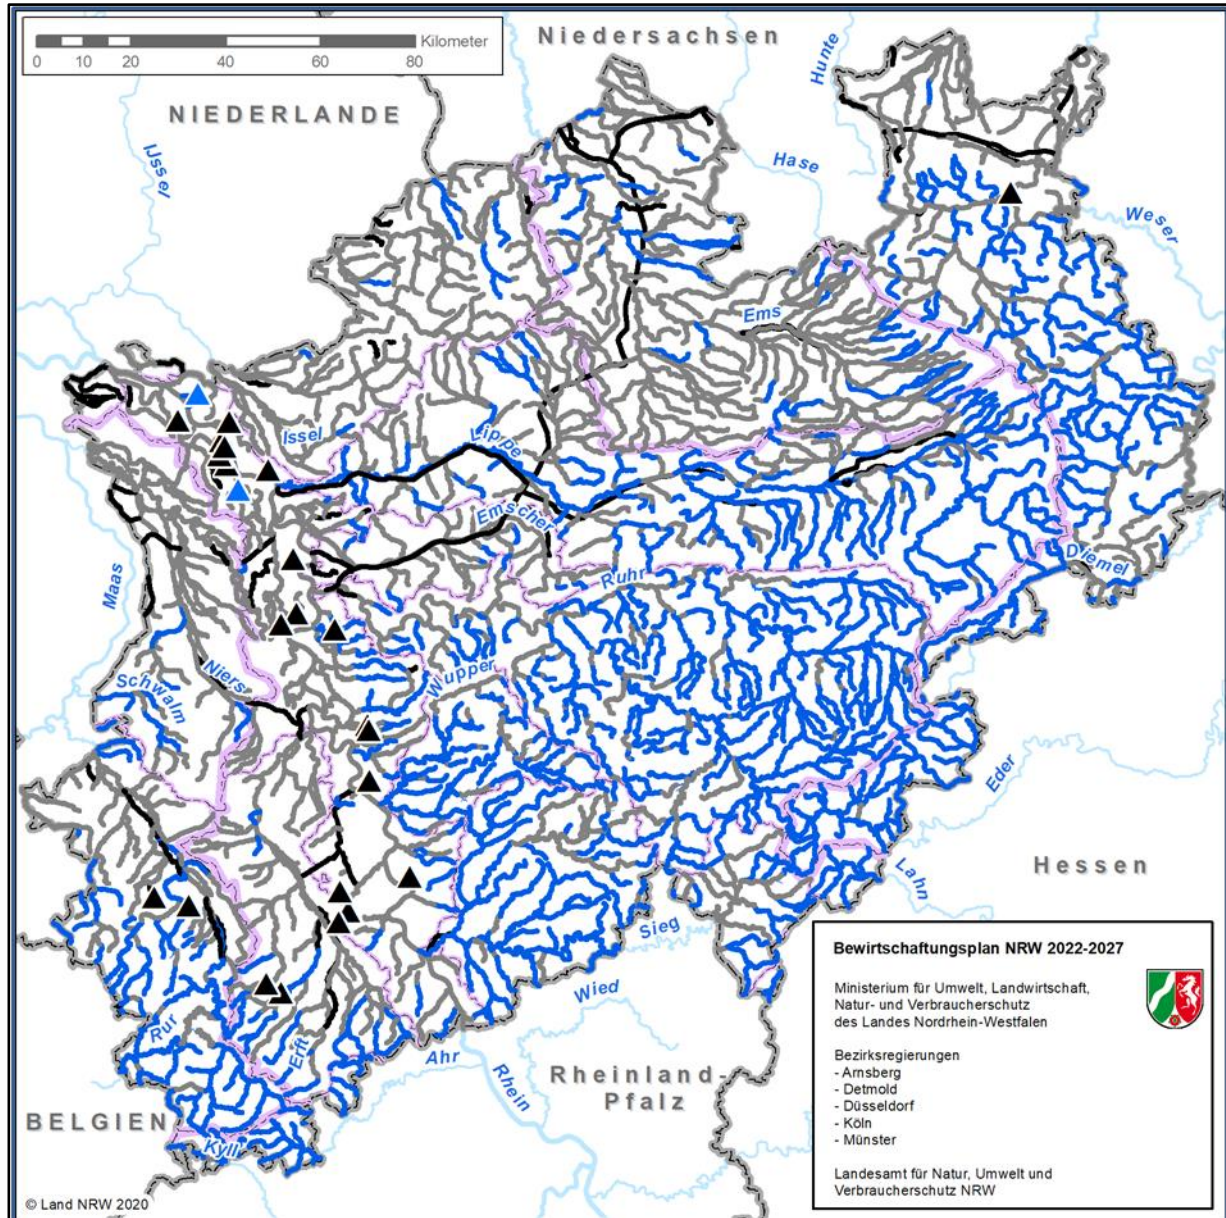 Kilometer
0 10 20 40 60 80
Niedersachsen
Hunte
NIEDERLANDE
IJssel
Hase
Weser
Ems
Issel
Lippe
Emscher
Maas
Ruhr
Diemel
Niers
Schwalm
Wupper
Eder
Hessen
Lahn
Sieg
Wied
Rur
Erft
Ahr
Rhein
Rheinland-
Pfalz
BELGIEN
Kyll
Bewirtschaftungsplan NRW 2022-2027
Ministerium für Umwelt, Landwirtschaft,
Natur- und Verbraucherschutz
des Landes Nordrhein-Westfalen
Bezirksregierungen
- Arnsberg
- Detmold
- Düsseldorf
- Köln
- Münster
Landesamt für Natur, Umwelt und
Verbraucherschutz NRW
© Land NRW 2020